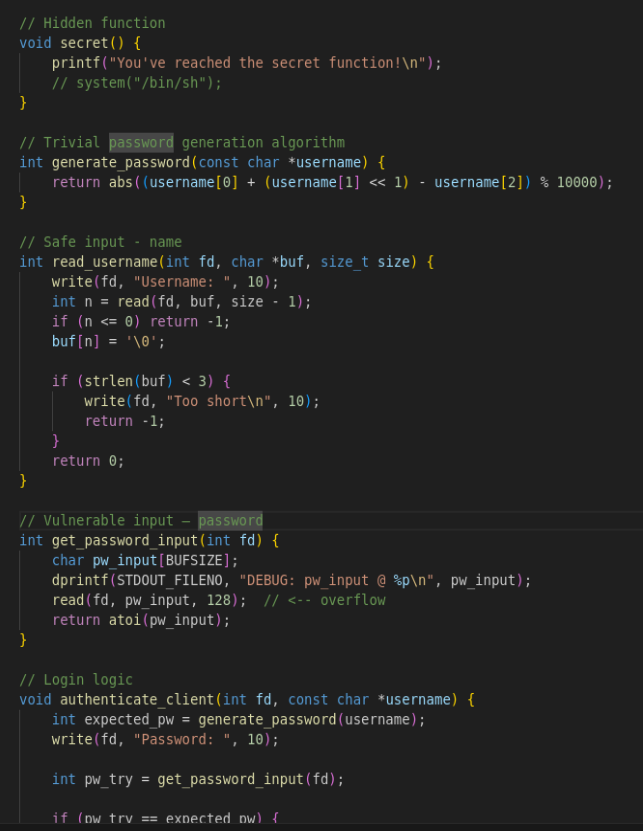 // Hidden function
void secret() {
    printf("You've reached the secret function!\n");
    // system("/bin/sh");
}

// Trivial password generation algorithm
int generate_password(const char *username) {
    return abs((username[0] + (username[1] << 1) - username[2]) % 10000);
}

// Safe input - name
int read_username(int fd, char *buf, size_t size) {
    write(fd, "Username: ", 10);
    int n = read(fd, buf, size - 1);
    if (n <= 0) return -1;
    buf[n] = '\0';

    if (strlen(buf) < 3) {
        write(fd, "Too short\n", 10);
        return -1;
    }
    return 0;
}

// Vulnerable input – password
int get_password_input(int fd) {
    char pw_input[BUFSIZE];
    dprintf(STDOUT_FILENO, "DEBUG: pw_input @ %p\n", pw_input);
    read(fd, pw_input, 128);  // <-- overflow
    return atoi(pw_input);
}

// Login logic
void authenticate_client(int fd, const char *username) {
    int expected_pw = generate_password(username);
    write(fd, "Password: ", 10);

    int pw_try = get_password_input(fd);

    if (pw_try == expected_pw) {